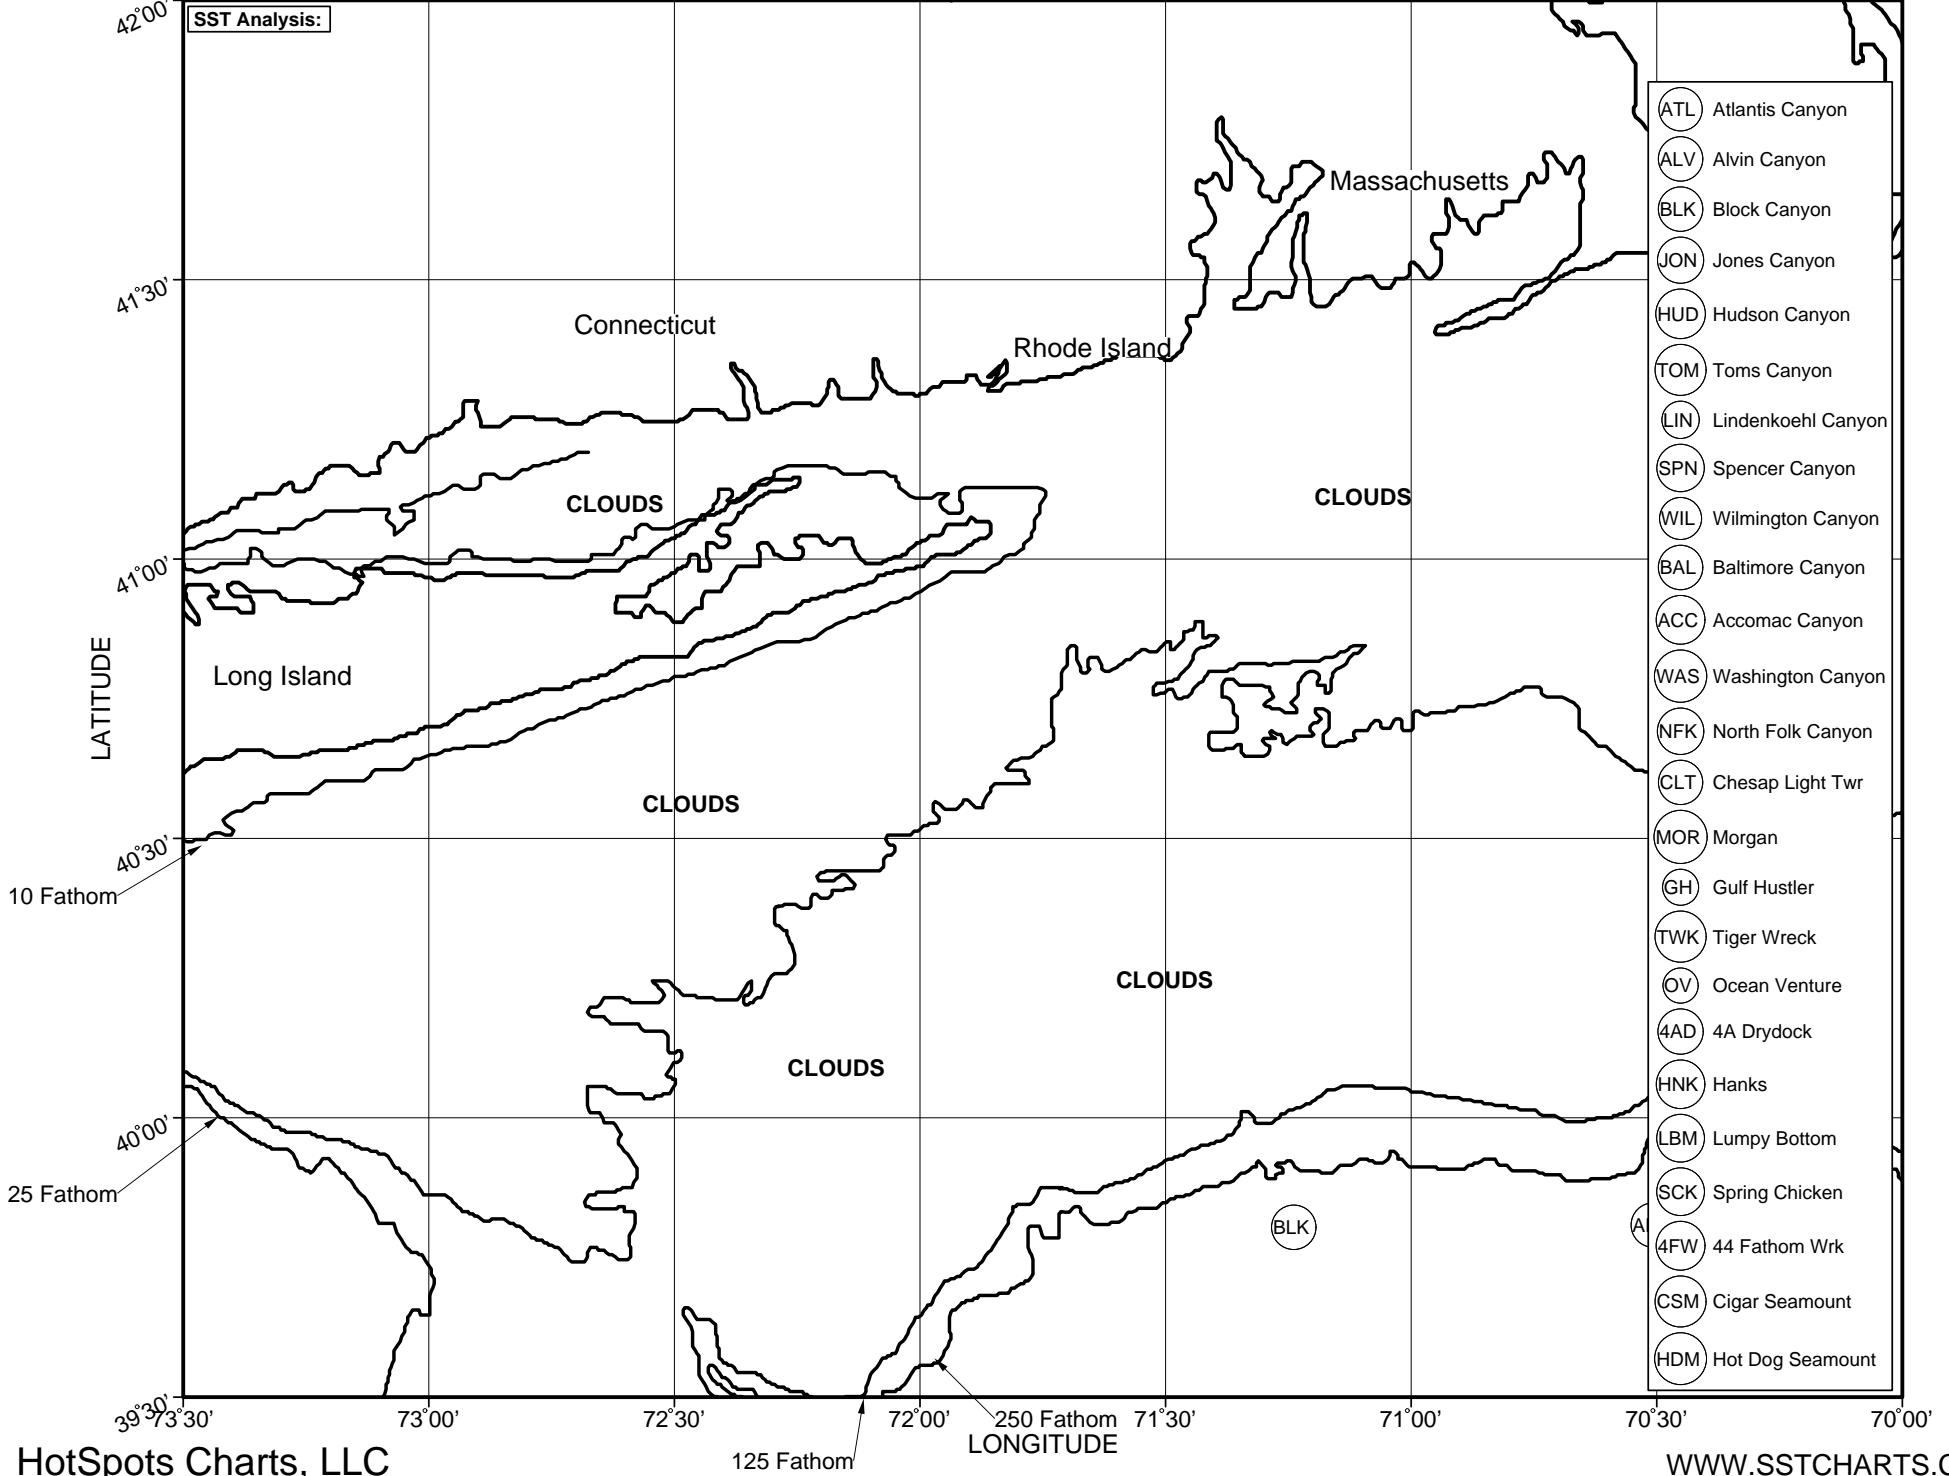 42°00'
SST Analysis:
ATL Atlantis Canyon
ALV Alvin Canyon
Massachusetts
BLK Block Canyon
JON Jones Canyon
41°30'
HUD Hudson Canyon
Connecticut
Rhode Island
TOM Toms Canyon
LIN Lindenkoehl Canyon
SPN Spencer Canyon
CLOUDS
CLOUDS
WIL Wilmington Canyon
41°00'
BAL Baltimore Canyon
ACC Accomac Canyon
LATITUDE
Long Island
WAS Washington Canyon
NFK North Folk Canyon
CLT Chesap Light Twr
CLOUDS
MOR Morgan
40°30'
10 Fathom
GH Gulf Hustler
TWK Tiger Wreck
CLOUDS
OV Ocean Venture
4AD 4A Drydock
CLOUDS
HNK Hanks
40°00'
LBM Lumpy Bottom
25 Fathom
SCK Spring Chicken
BLK
4FW 44 Fathom Wrk
CSM Cigar Seamount
HDM Hot Dog Seamount
39°30'
73°30' 73°00' 72°30' 72°00' 71°30' 71°00' 70°30' 70°00'
250 Fathom
LONGITUDE
125 Fathom
HotSpots Charts, LLC
WWW.SSTCHARTS.C